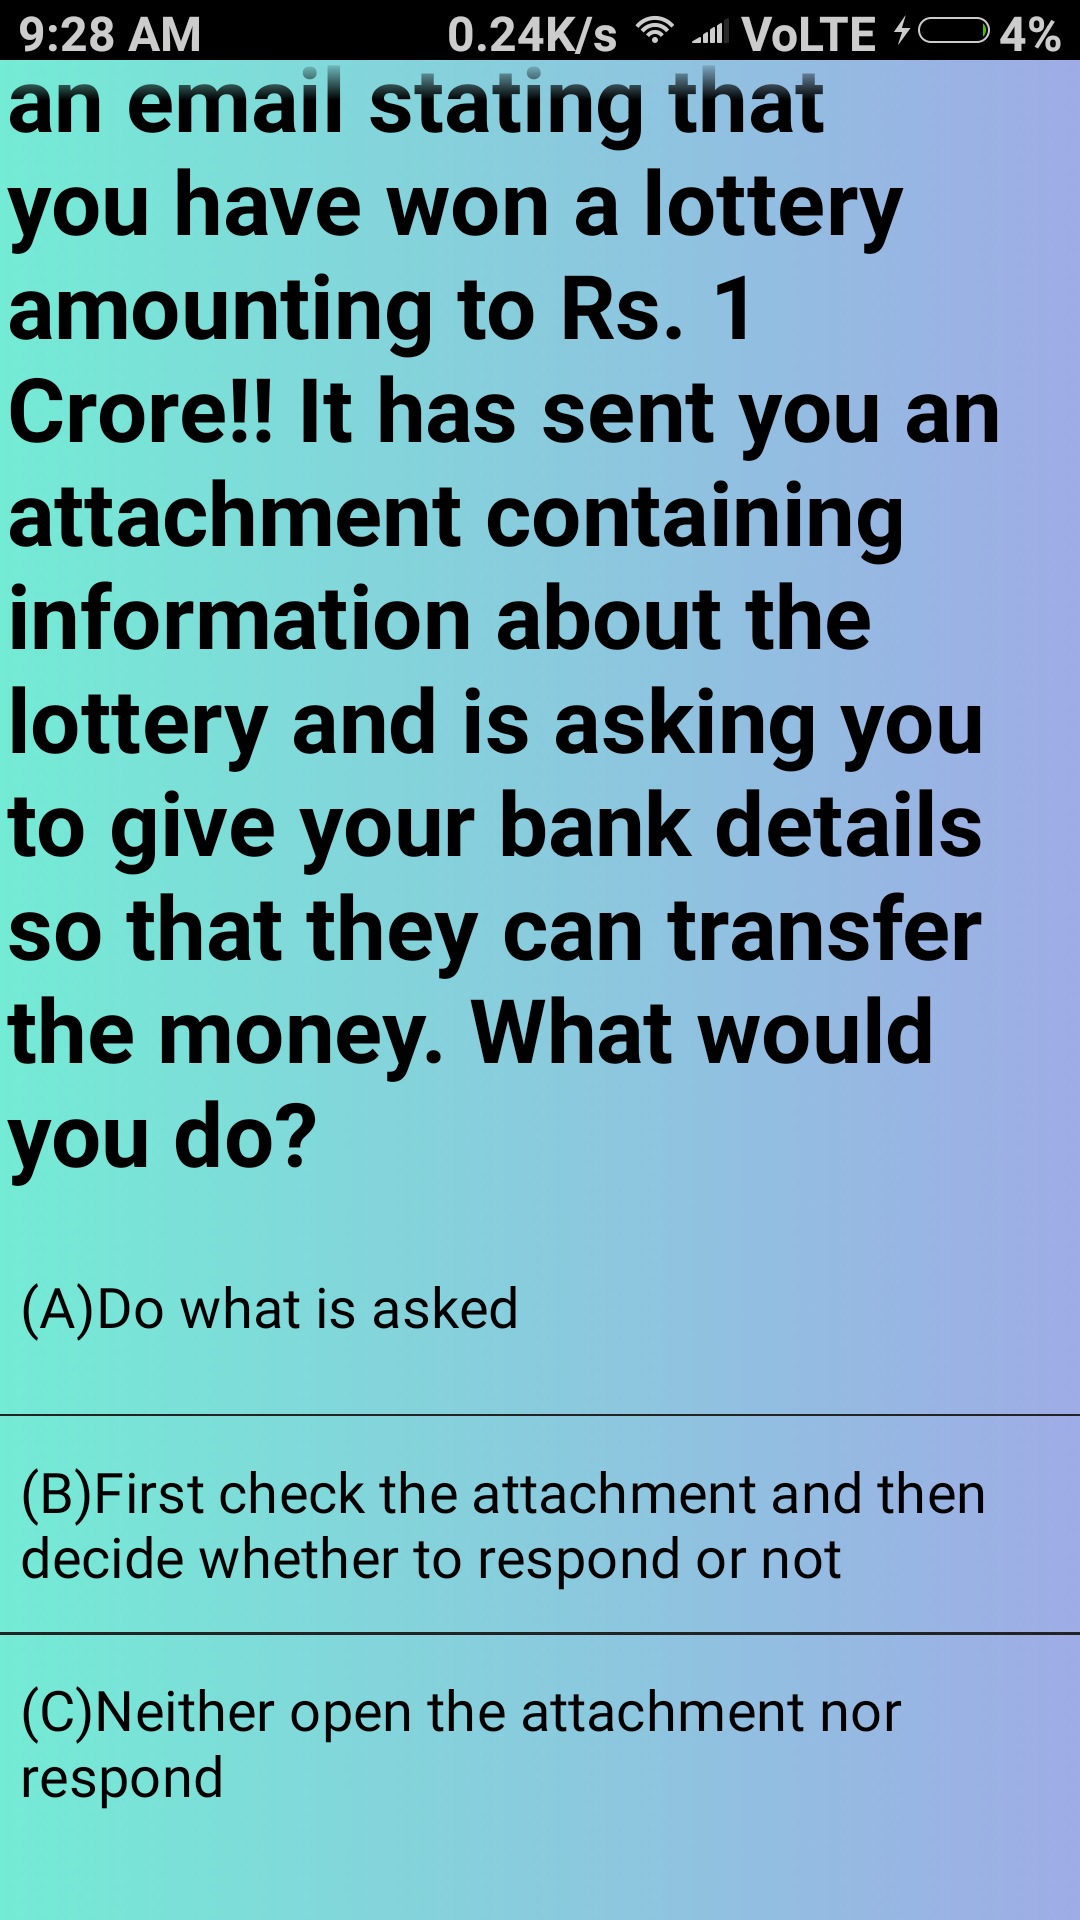 9:28 AM 0.24K/s VoLTE 4%
an email stating that
you have won a lottery
amounting to Rs. 1
Crore!! It has sent you an
attachment containing
information about the
lottery and is asking you
to give your bank details
so that they can transfer
the money. What would
you do?
(A)Do what is asked
(B)First check the attachment and then
decide whether to respond or not
(C)Neither open the attachment nor
respond